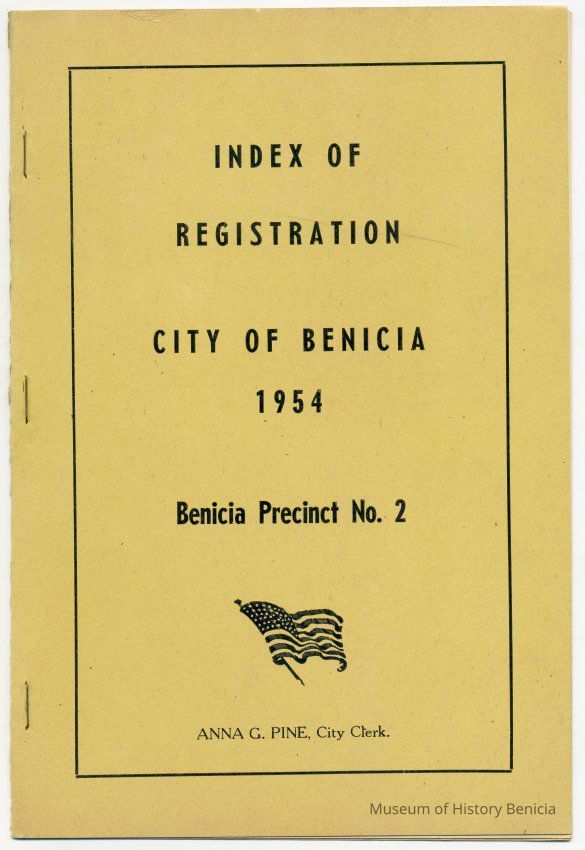 INDEX OF
REGISTRATION
CITY OF BENICIA
1954
Benicia Precinct No. 2
ANNA G. PINE, City Clerk.
Museum of History Benicia